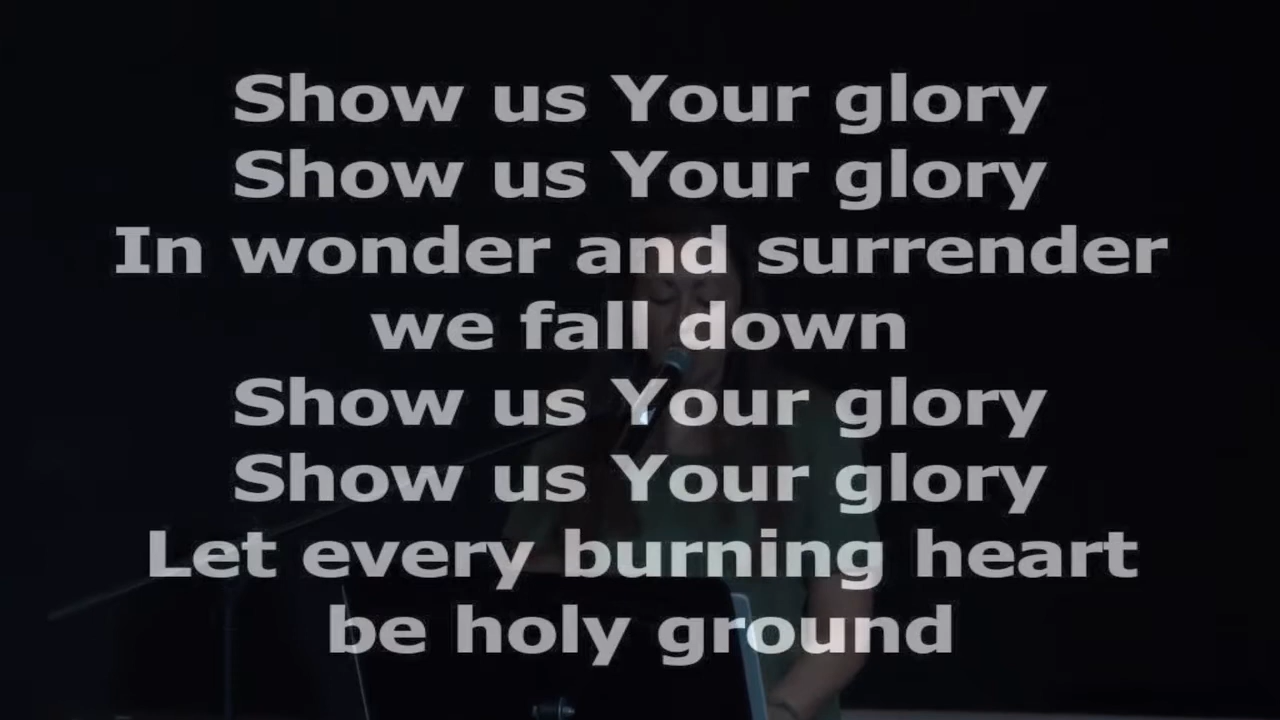 Show us Your glory
Show us Your glory
In wonder and surrender
we fall down
Show us Your glory
Show us Your glory
Let every burning heart
be holy ground